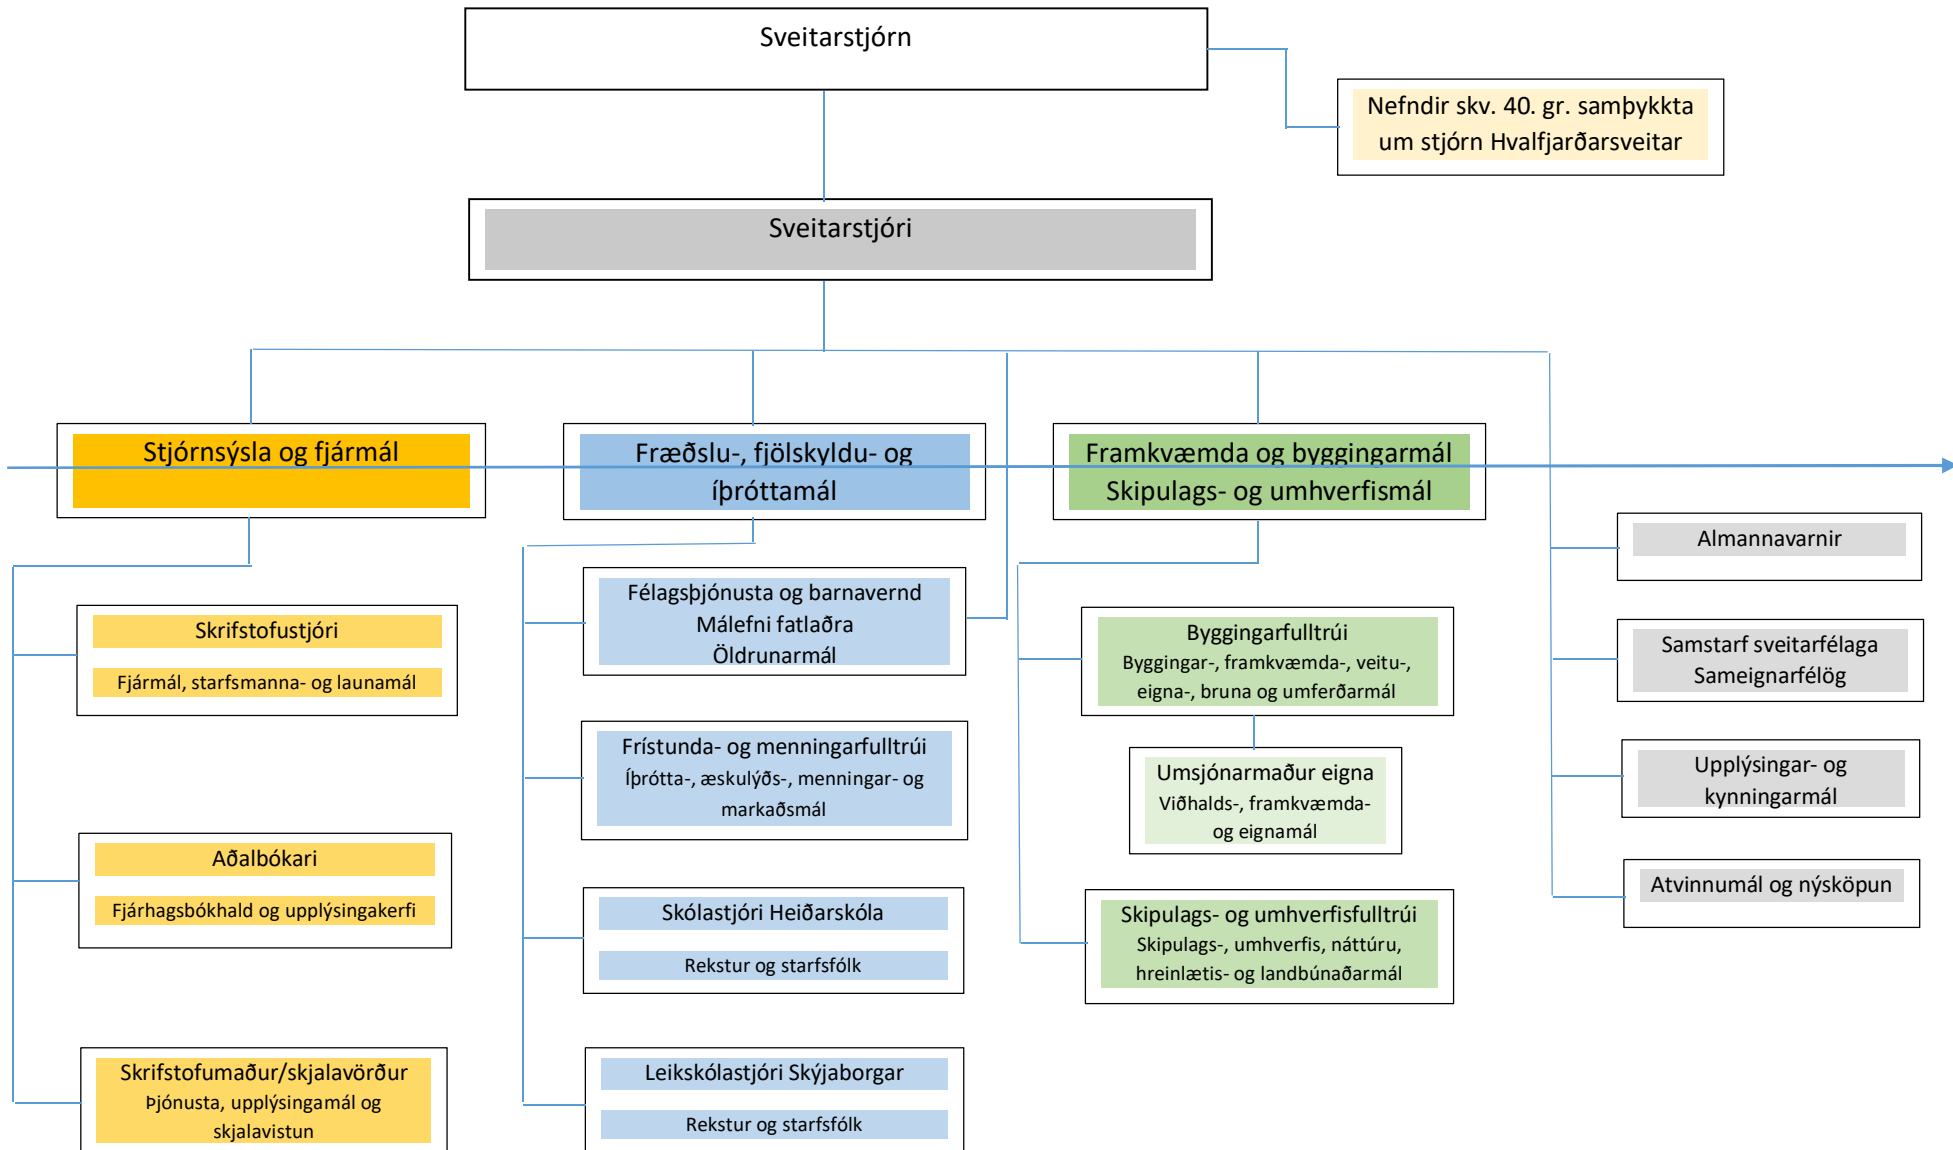 Sveitarstjórn
Nefndir skv. 40. gr. samþykkta
um stjórn Hvalfjarðarsveitar
Sveitarstjóri
Stjórnsýsla og fjármál
Fræðslu-, fjölskyldu- og
íþróttamál
Framkvæmda og byggingarmál
Skipulags- og umhverfismál
Skrifstofustjóri
Fjármál, starfsmanna- og launamál
Aðalbókari
Fjárhagsbókhald og upplýsingakerfi
Skrifstofumaður/skjalavörður
Þjónusta, upplýsingamál og
skjalavistun
Félagsþjónusta og barnavernd
Málefni fatlaðra
Öldrunarmál
Frístunda- og menningarfulltrúi
Íþrótta-, æskulýðs-, menningar- og
markaðsmál
Skólastjóri Heiðarskóla
Rekstur og starfsfólk
Leikskólastjóri Skýjaborgar
Rekstur og starfsfólk
Byggingarfulltrúi
Byggingar-, framkvæmda-, veitu-,
eigna-, bruna og umferðarmál
Umsjónarmaður eigna
Viðhalds-, framkvæmda-
og eignamál
Skipulags- og umhverfisfulltrúi
Skipulags-, umhverfis, náttúru,
hreinlætis- og landbúnaðarmál
Almannavarnir
Samstarf sveitarfélaga
Sameignarfélög
Upplýsingar- og
kynningarmál
Atvinnumál og nýsköpun